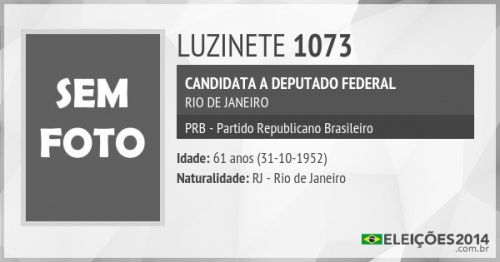 SEM
FOTO
LUZINETE 1073
CANDIDATA A DEPUTADO FEDERAL
RIO DE JANEIRO
PRB - Partido Republicano Brasileiro
Idade: 61 anos (31-10-1952)
Naturalidade: RJ - Rio de Janeiro
ELEIÇÕES2014
.com.br